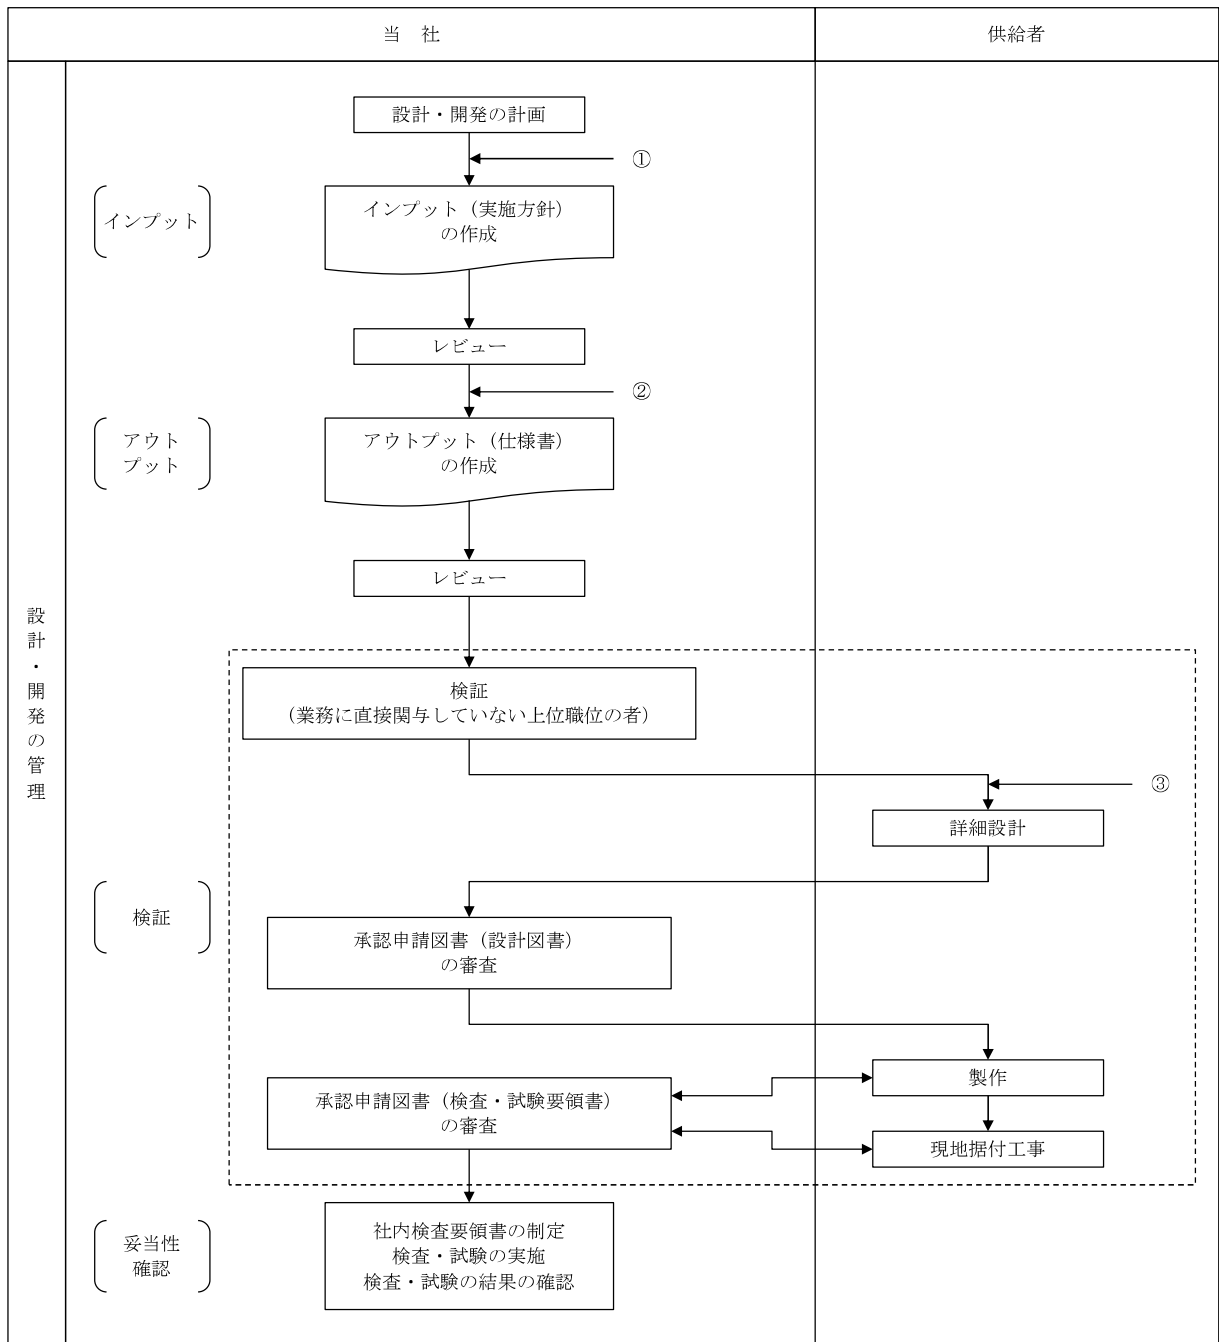 当　社
供給者
設計・開発の管理
設計・開発の計画
①
インプット
インプット（実施方針）
の作成
レビュー
②
アウト
プット
アウトプット（仕様書）
の作成
レビュー
検証
（業務に直接関与していない上位職位の者）
③
詳細設計
検証
承認申請図書（設計図書）
の審査
製作
承認申請図書（検査・試験要領書）
の審査
現地据付工事
妥当性
確認
社内検査要領書の制定
検査・試験の実施
検査・試験の結果の確認